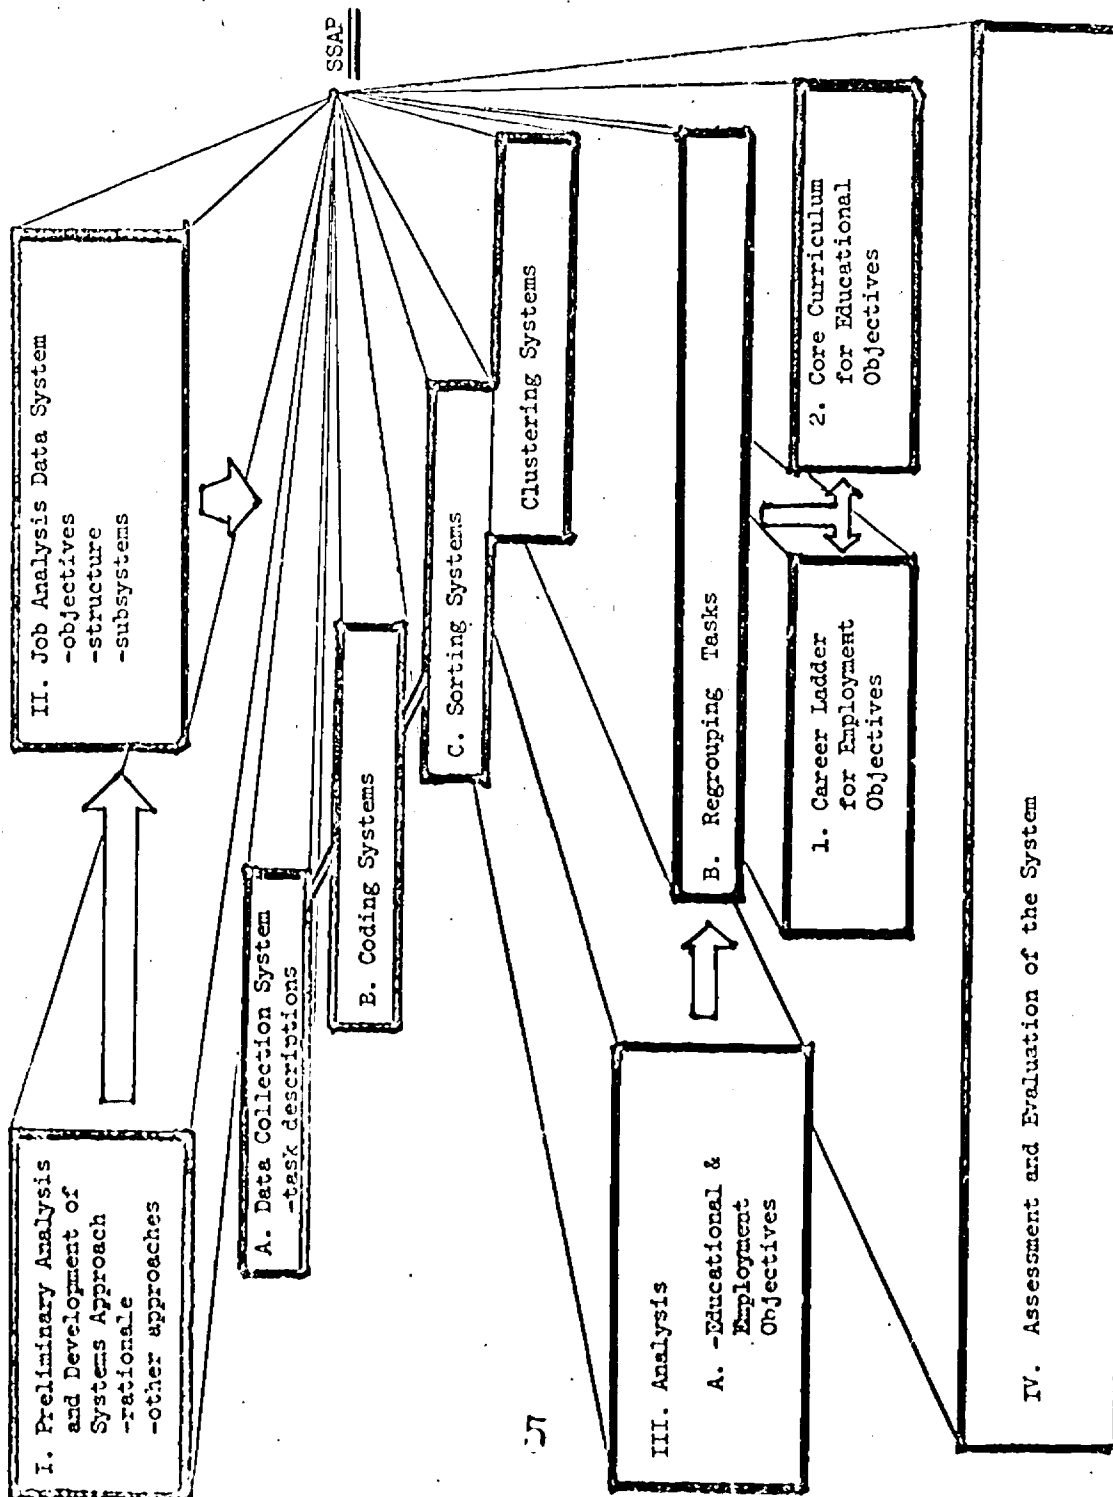 SSAP
I. Preliminary Analysis
and Development of
Systems Approach
-rationale
-other approaches
II. Job Analysis Data System
-objectives
-structure
-subsystems
A. Data Collection System
-task descriptions
B. Coding Systems
C. Sorting Systems
Clustering Systems
III. Analysis
A. -Educational &
Employment
Objectives
B. Regrouping Tasks
1. Career Ladder
for Employment
Objectives
2. Core Curriculum
for Educational
Objectives
IV. Assessment and Evaluation of the System